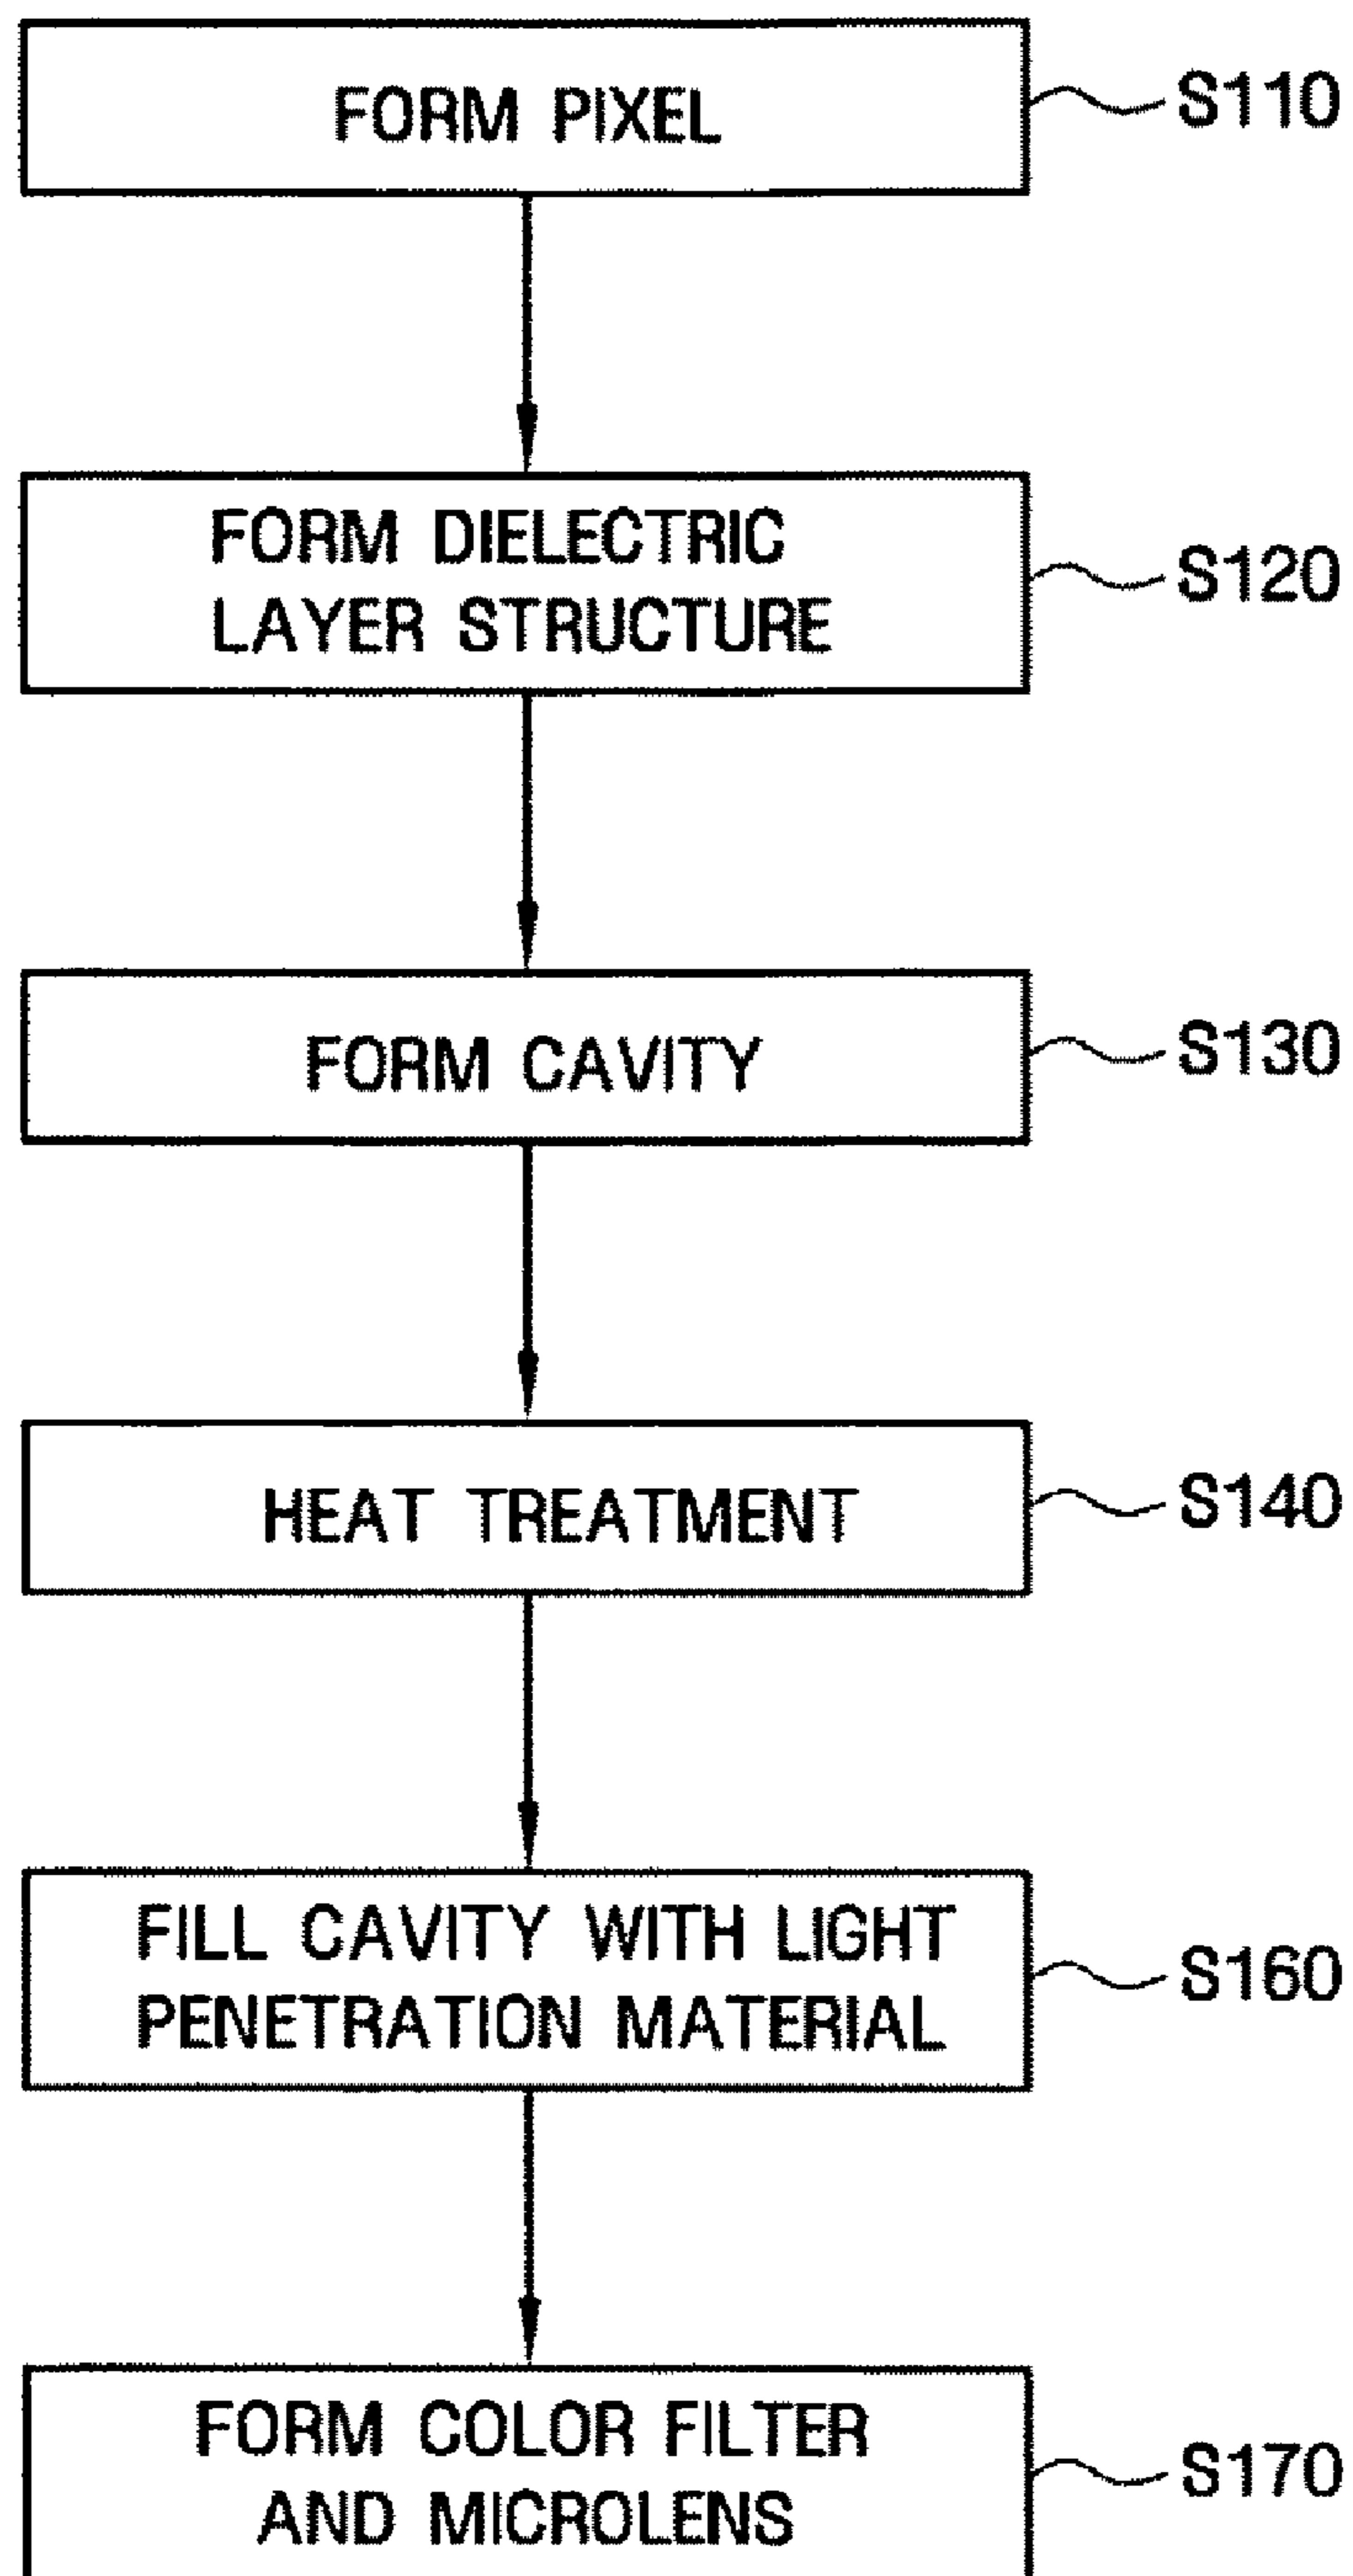 FORM PIXEL
S110
FORM DIELECTRIC
LAYER STRUCTURE
S120
FORM CAVITY
S130
HEAT TREATMENT
S140
FILL CAVITY WITH LIGHT
PENETRATION MATERIAL
S160
FORM COLOR FILTER
AND MICROLENS
S170